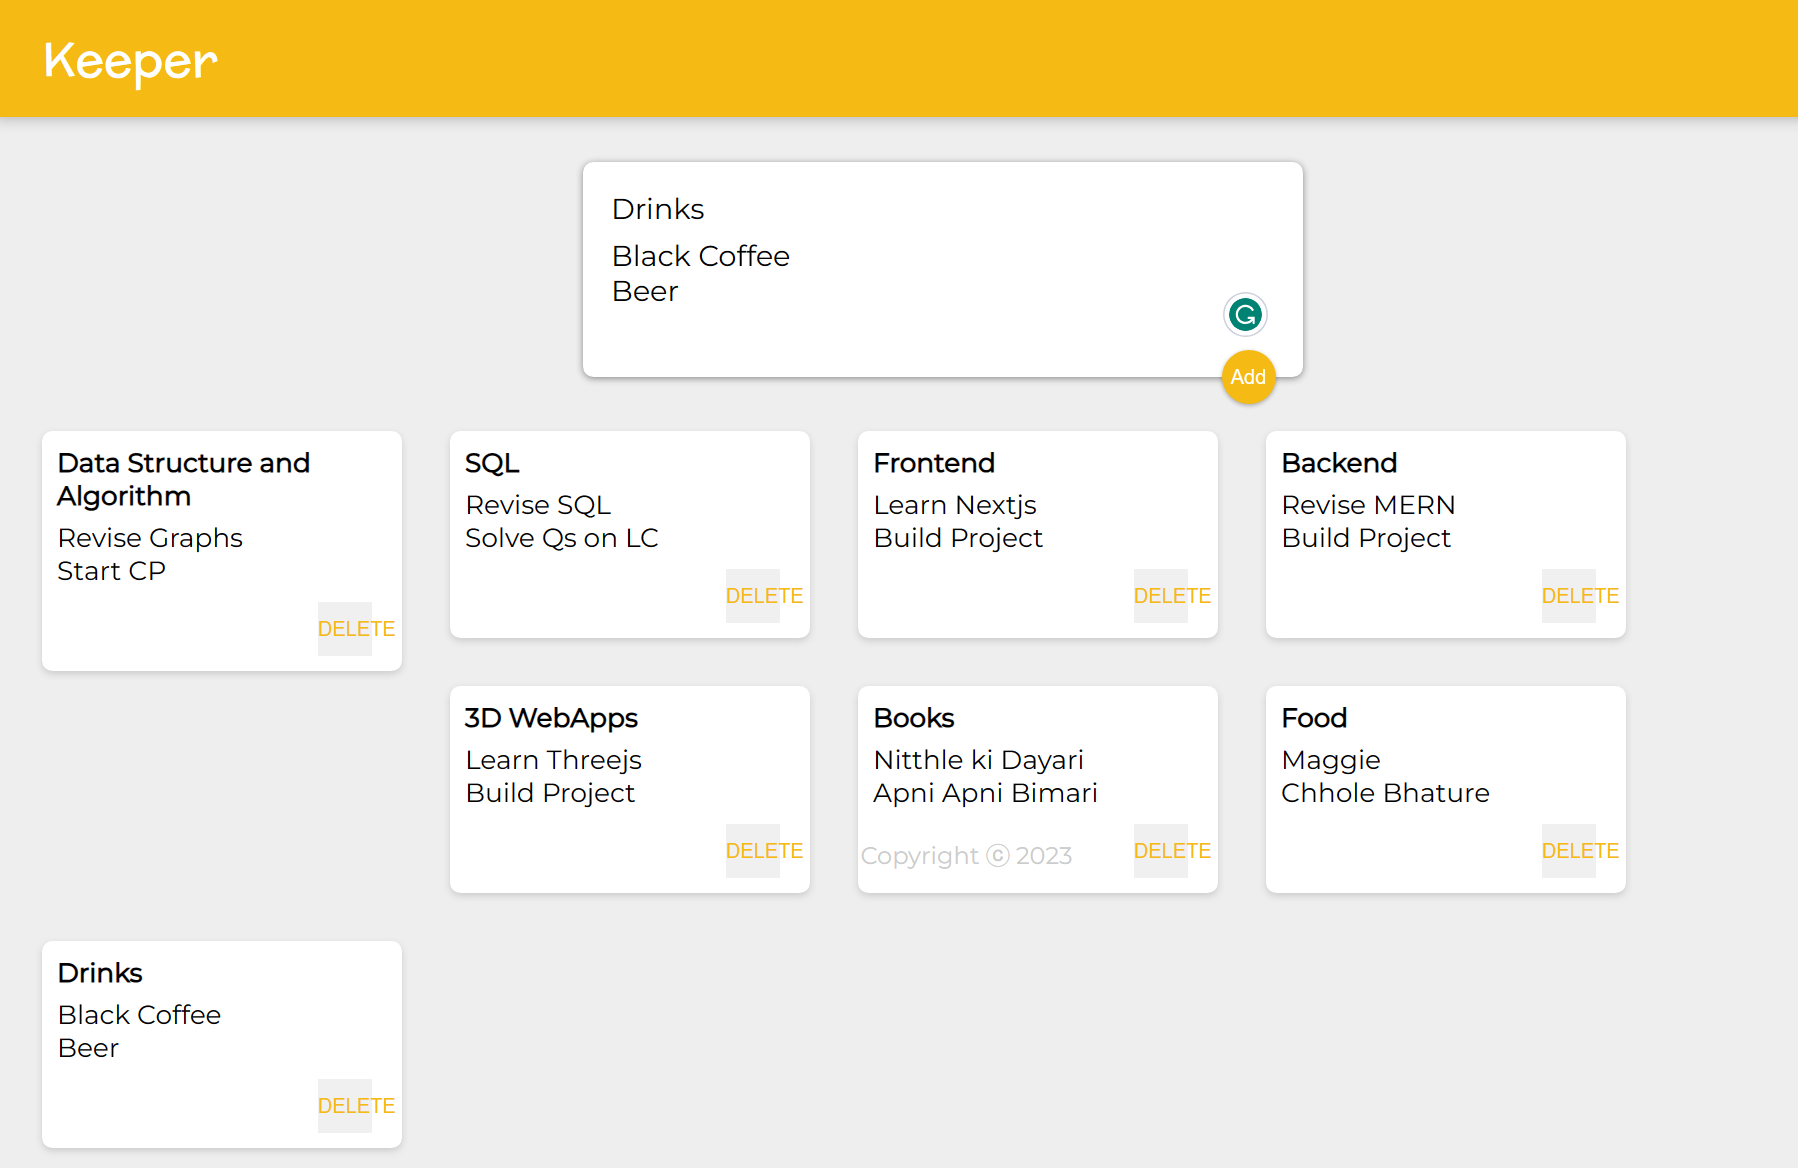 Keeper
Drinks
Black Coffee
Beer
Add
Data Structure and
Algorithm
Revise Graphs
Start CP
DELETE
SQL
Revise SQL
Solve Qs on LC
DELETE
Frontend
Learn Nextjs
Build Project
DELETE
Backend
Revise MERN
Build Project
DELETE
3D WebApps
Learn Threejs
Build Project
DELETE
Books
Nitthle ki Dayari
Apni Apni Bimari
Copyright ⓒ 2023
DELETE
Food
Maggie
Chhole Bhature
DELETE
Drinks
Black Coffee
Beer
DELETE